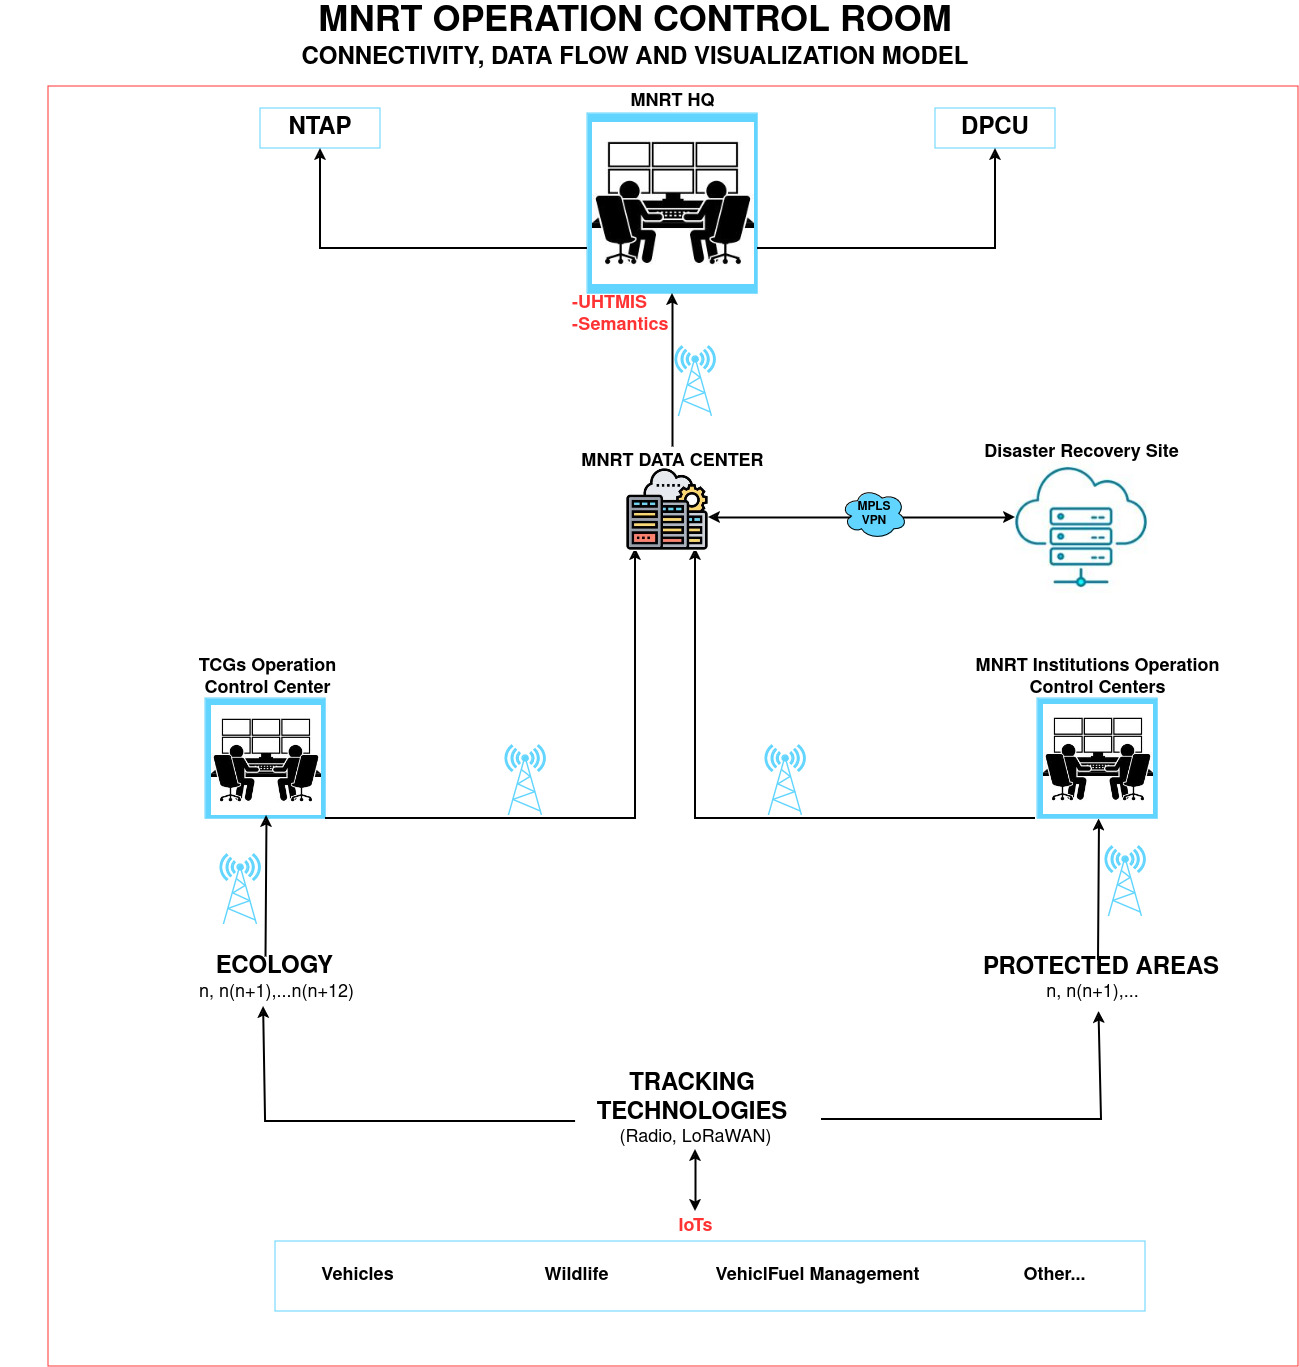 MNRT OPERATION CONTROL ROOM
CONNECTIVITY, DATA FLOW AND VISUALIZATION MODEL
MNRT HQ
NTAP
DPCU
-UHTMIS
-Semantics
MNRT DATA CENTER
Disaster Recovery Site
MPLS
VPN
TCGs Operation
Control Center
MNRT Institutions Operation
Control Centers
ECOLOGY
n, n(n+1),...n(n+12)
PROTECTED AREAS
n, n(n+1),...
TRACKING
TECHNOLOGIES
(Radio, LoRaWAN)
IoTs
Vehicles
Wildlife
VehiclFuel Management
Other...